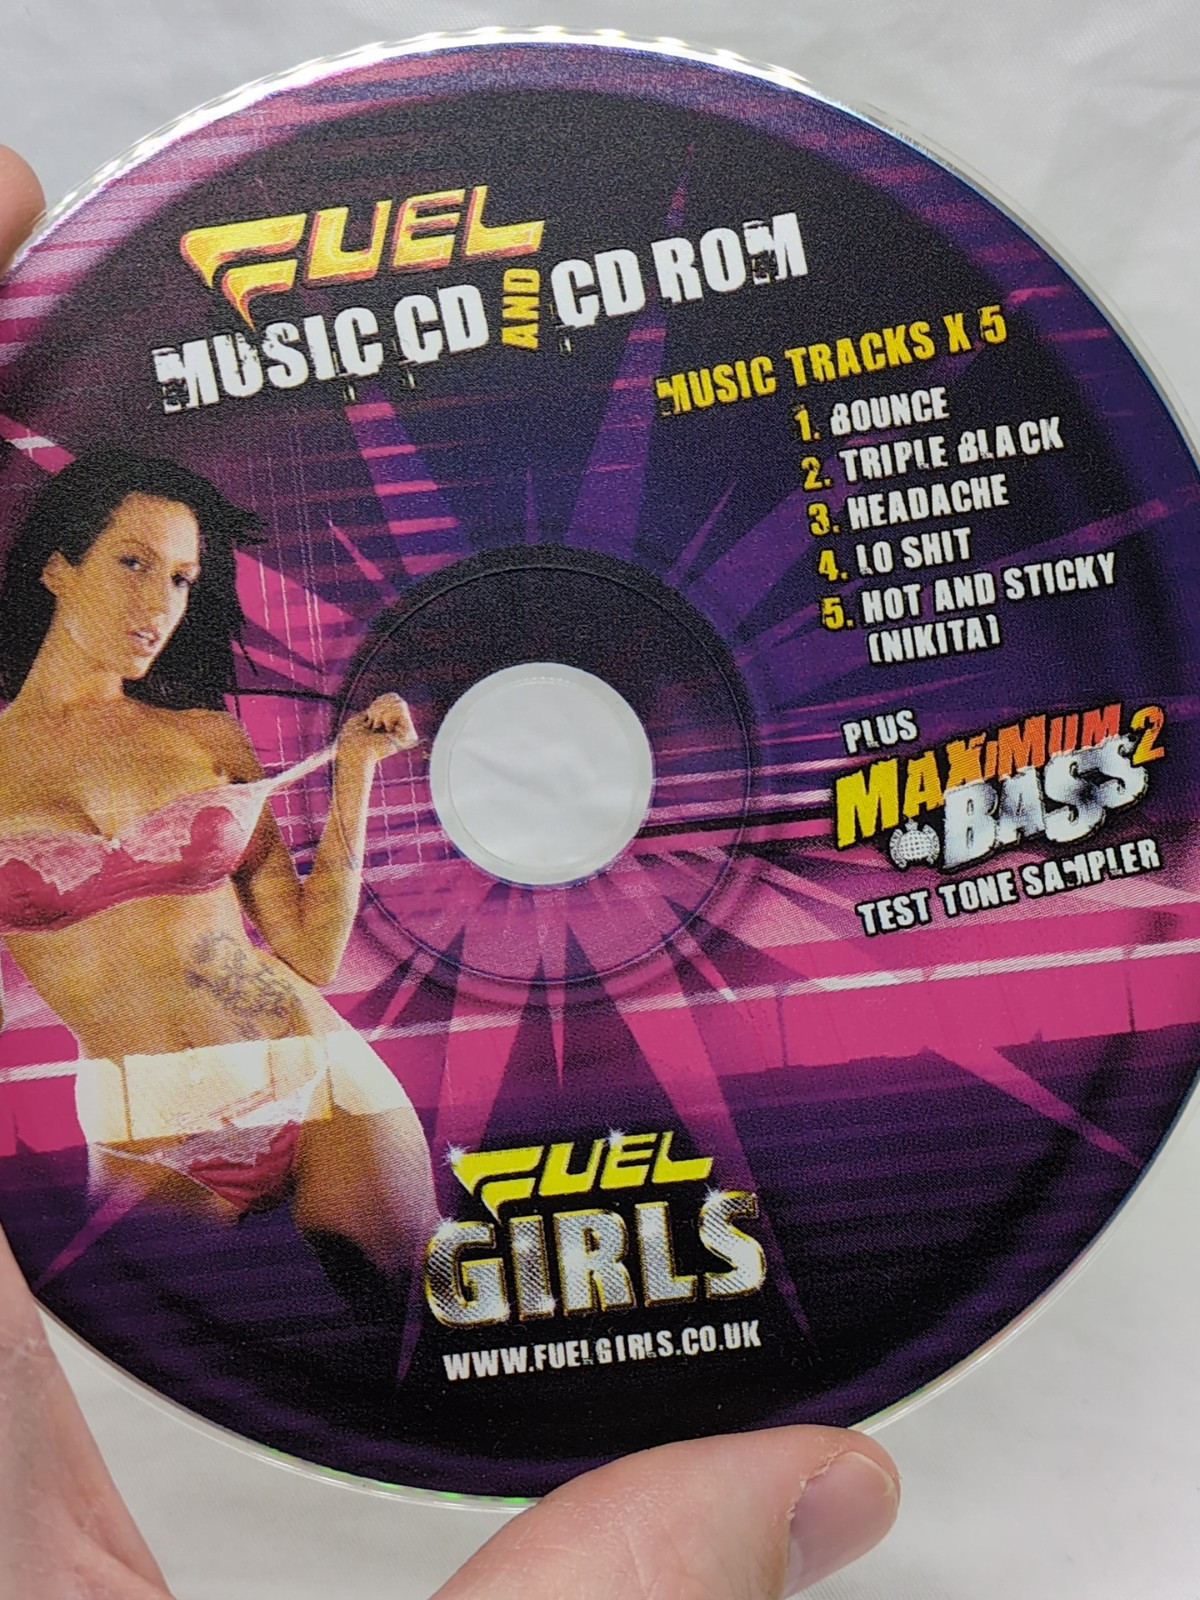 FUEL
MUSIC CD AND CD ROM
MUSIC TRACKS X 5
1. BOUNCE
2. TRIPLE BLACK
3. HEADACHE
4. LO SHIT
5. HOT AND STICKY
(NIKITA)
PLUS
MAXIMUM 2
BASS
TEST TONE SAMPLER
FUEL
GIRLS
WWW.FUELGIRLS.CO.UK